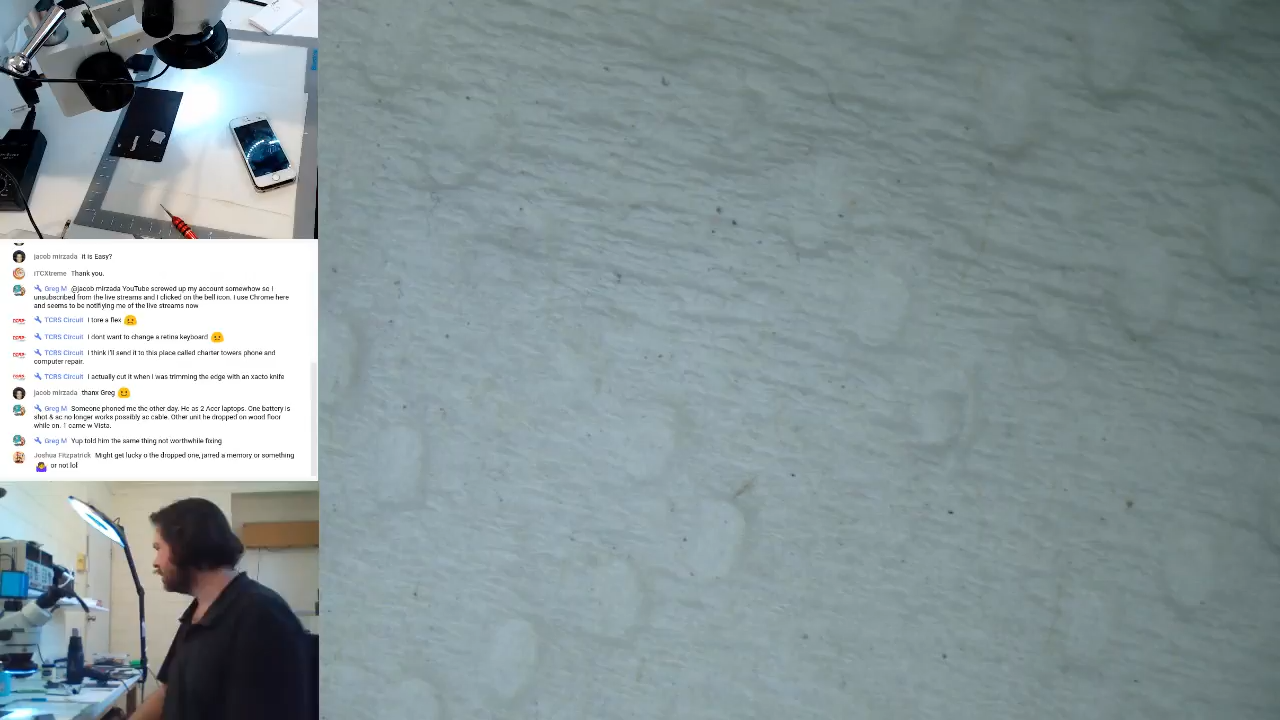 jacob mirzada it is Easy?
iTCXtreme Thank you.
Greg M @jacob mirzada YouTube screwed up my account somehow so I
unsubscribed from the live streams and I clicked on the bell icon. I use Chrome here
and seems to be notifiying me of the live streams now.
TCRS Circuit I tore a flex
TCRS Circuit I dont want to change a retina keyboard
TCRS Circuit I think I'll send it to this place called charter towers phone and
computer repair.
TCRS Circuit I actually cut it when I was trimming the edge with an xacto knife
jacob mirzada thanx Greg
Greg M Someone phoned me the other day. He as 2 Acer laptops. One battery is
shot & sc no longer works possibly ac cable. Other unit he dropped on wood floor
while on. 1 came w Vista.
Greg M Yup told him the same thing not worthwhile fixing
Joshua Fitzpatrick Might get lucky o the dropped one, jarred a memory or something
or not lol